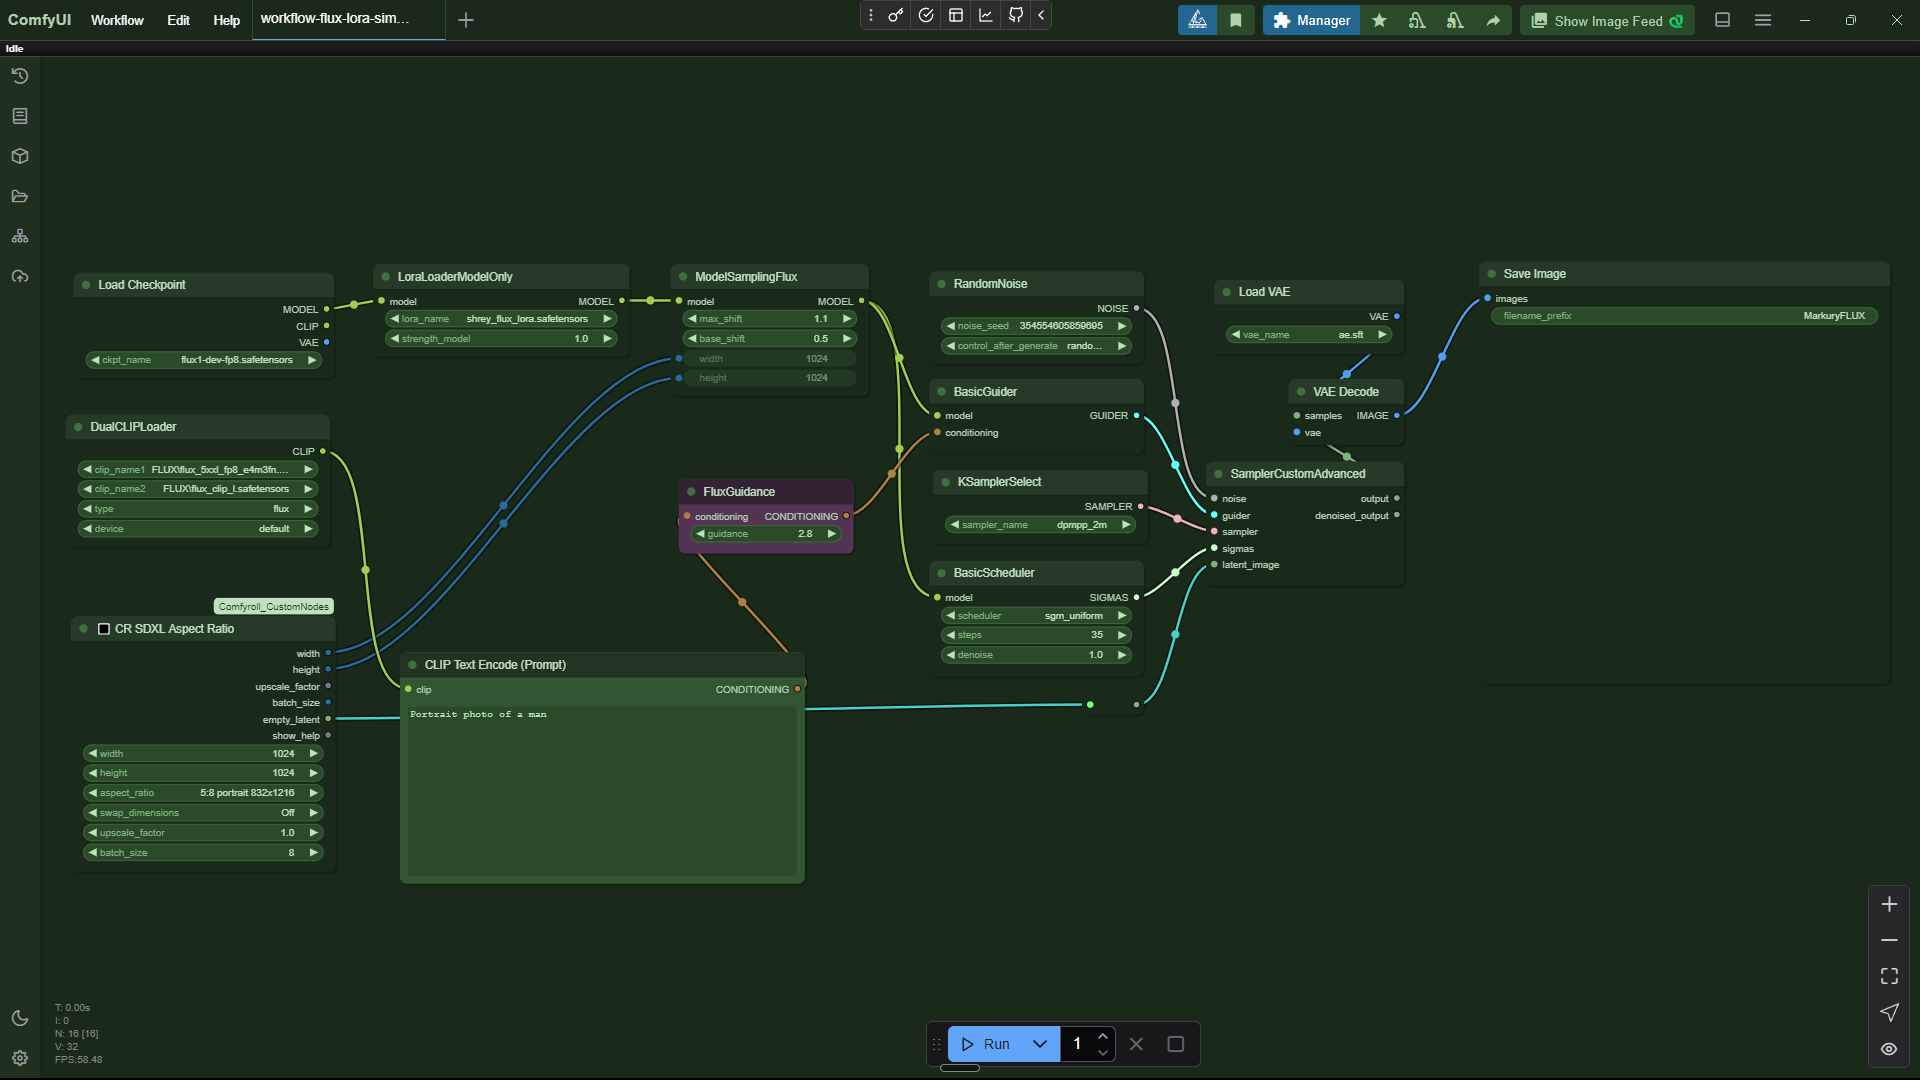 ComfyUI Workflow Edit Help workflow-flux-lora-sim...
Manager
Show Image Feed
Idle
Load Checkpoint
MODEL
CLIP
VAE
ckpt_name flux1-dev-fp8.safetensors
LoraLoaderModelOnly
model MODEL
lora_name shrey_flux_lora.safetensors
strength_model 1.0
ModelSamplingFlux
model MODEL
max_shift 1.1
base_shift 0.5
width 1024
height 1024
RandomNoise
NOISE
noise_seed 354554605859695
control_after_generate rando...
Load VAE
VAE
vae_name ae.sft
Save Image
images
filename_prefix MarkuryFLUX
BasicGuider
model GUIDER
conditioning
VAE Decode
samples IMAGE
vae
DualCLIPLoader
CLIP
clip_name1 FLUX\flux_5xxl_fp8_e4m3fn....
clip_name2 FLUX\flux_clip_l.safetensors
type flux
device default
FluxGuidance
conditioning CONDITIONING
guidance 2.8
KSamplerSelect
SAMPLER
sampler_name dpmpp_2m
SamplerCustomAdvanced
noise output
guider denoised_output
sampler
sigmas
latent_image
BasicScheduler
model SIGMAS
scheduler sgm_uniform
steps 35
denoise 1.0
Comfyroll_CustomNodes
CR SDXL Aspect Ratio
width
height
upscale_factor
batch_size
empty_latent
show_help
width 1024
height 1024
aspect_ratio 5:8 portrait 832x1216
swap_dimensions Off
upscale_factor 1.0
batch_size 8
CLIP Text Encode (Prompt)
clip CONDITIONING
Portrait photo of a man
T: 0.00s
I: 0
N: 16 [16]
V: 32
FPS:58.48
Run 1